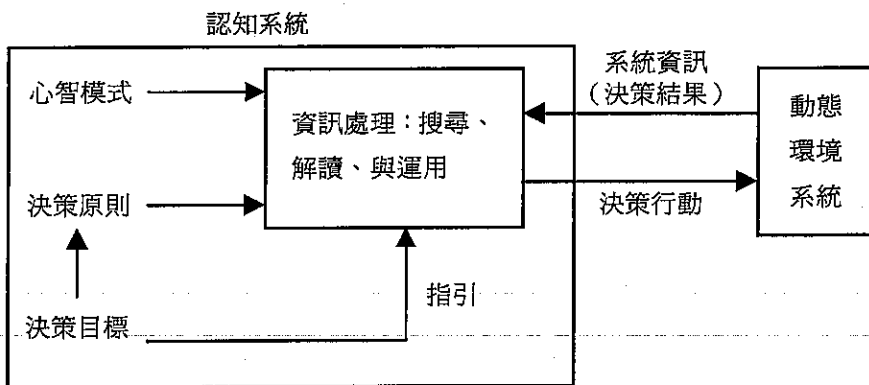 認知系統
心智模式
資訊處理：搜尋、
解讀、與運用
系統資訊
（決策結果）
動態
環境
系統
決策原則
決策行動
指引
決策目標